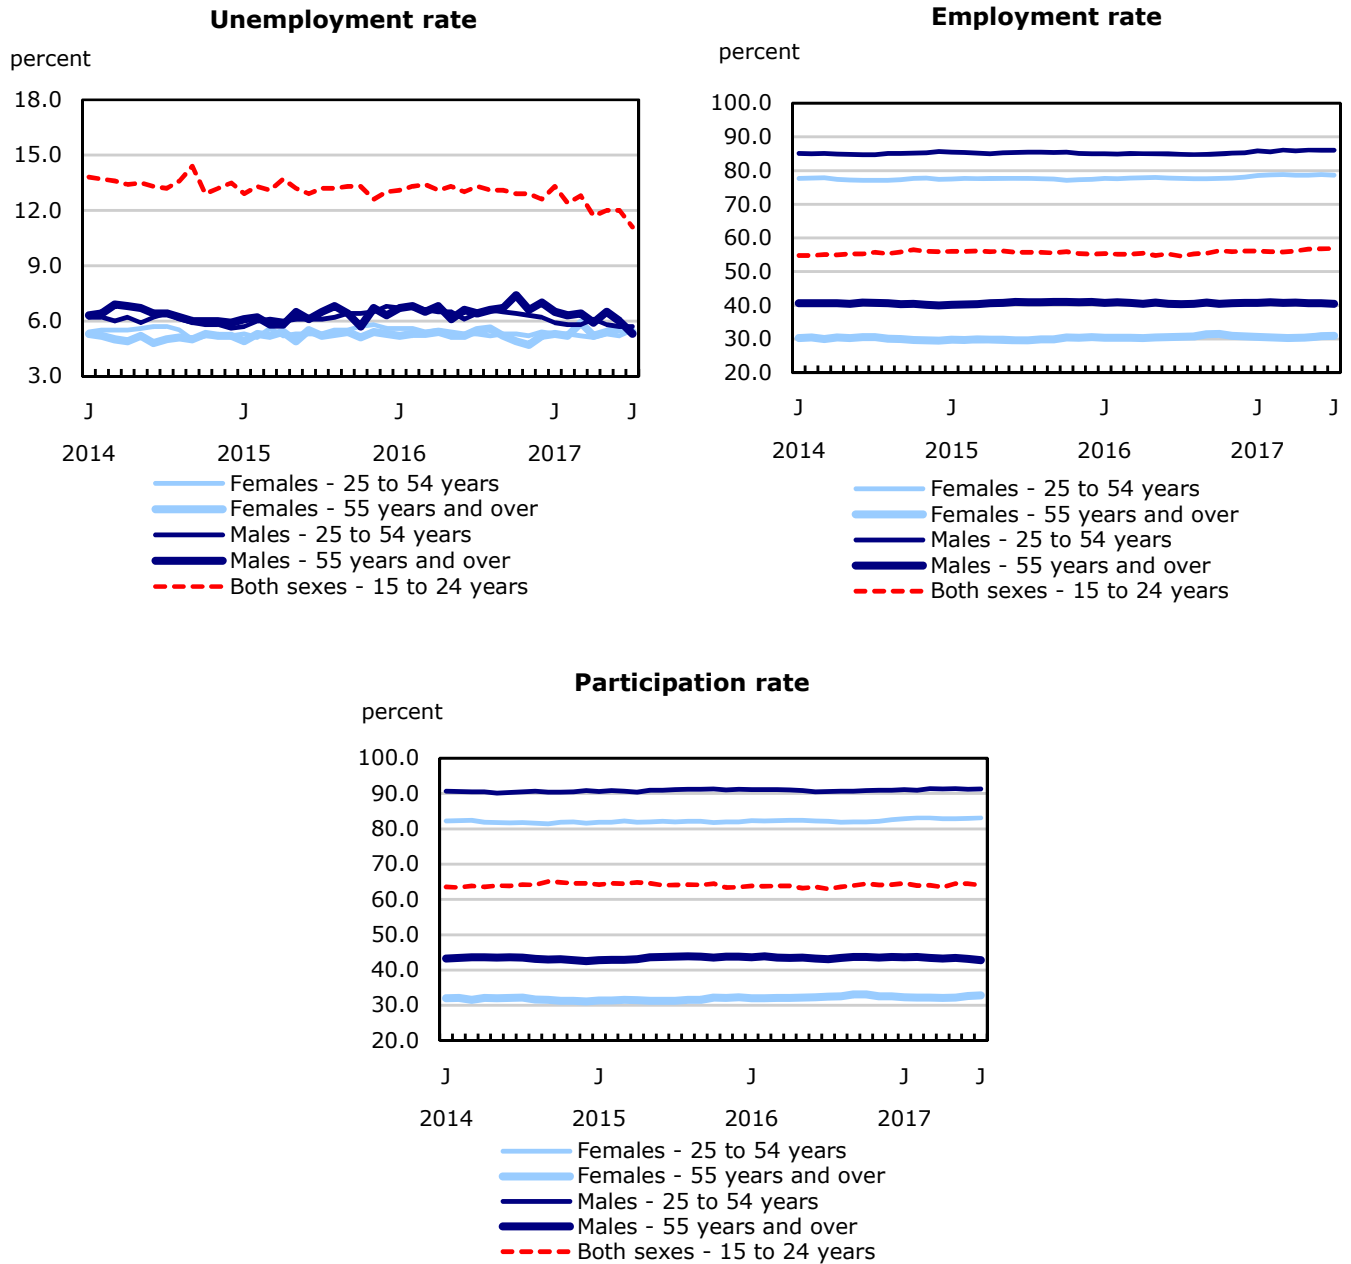 Unemployment rate
percent
18.0
15.0
12.0
9.0
6.0
3.0
J J J J J
2014 2015 2016 2017
Females - 25 to 54 years
Females - 55 years and over
Males - 25 to 54 years
Males - 55 years and over
Both sexes - 15 to 24 years
Employment rate
percent
100.0
90.0
80.0
70.0
60.0
50.0
40.0
30.0
20.0
J J J J J
2014 2015 2016 2017
Females - 25 to 54 years
Females - 55 years and over
Males - 25 to 54 years
Males - 55 years and over
Both sexes - 15 to 24 years
Participation rate
percent
100.0
90.0
80.0
70.0
60.0
50.0
40.0
30.0
20.0
J J J J J
2014 2015 2016 2017
Females - 25 to 54 years
Females - 55 years and over
Males - 25 to 54 years
Males - 55 years and over
Both sexes - 15 to 24 years